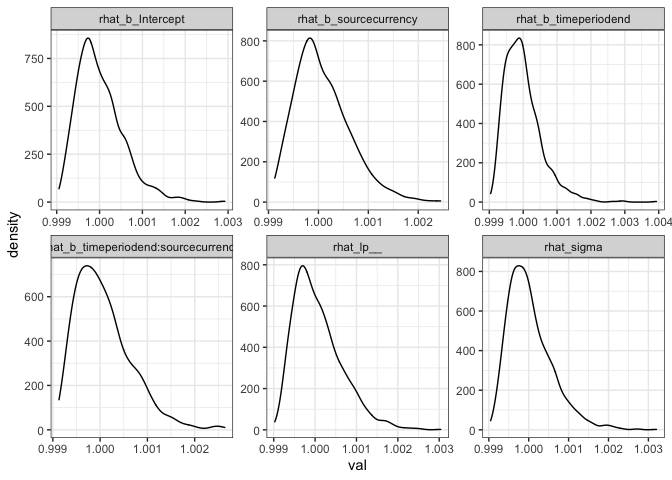 rhat_b_Intercept rhat_b_sourcecurrency rhat_b_timeperiodend
750
500
250
0
0.999 1.000 1.001 1.002 1.003
800
600
400
200
0
1.000 1.001 1.002
800
600
400
200
0
0.999 1.000 1.001 1.002 1.003 1.004
density
at_b_timeperiodend:sourcecurrenc rhat_lp__ rhat_sigma
600
400
200
0
0.999 1.000 1.001 1.002
800
600
400
200
0
0.999 1.000 1.001 1.002 1.003
800
600
400
200
0
0.999 1.000 1.001 1.002 1.003
val